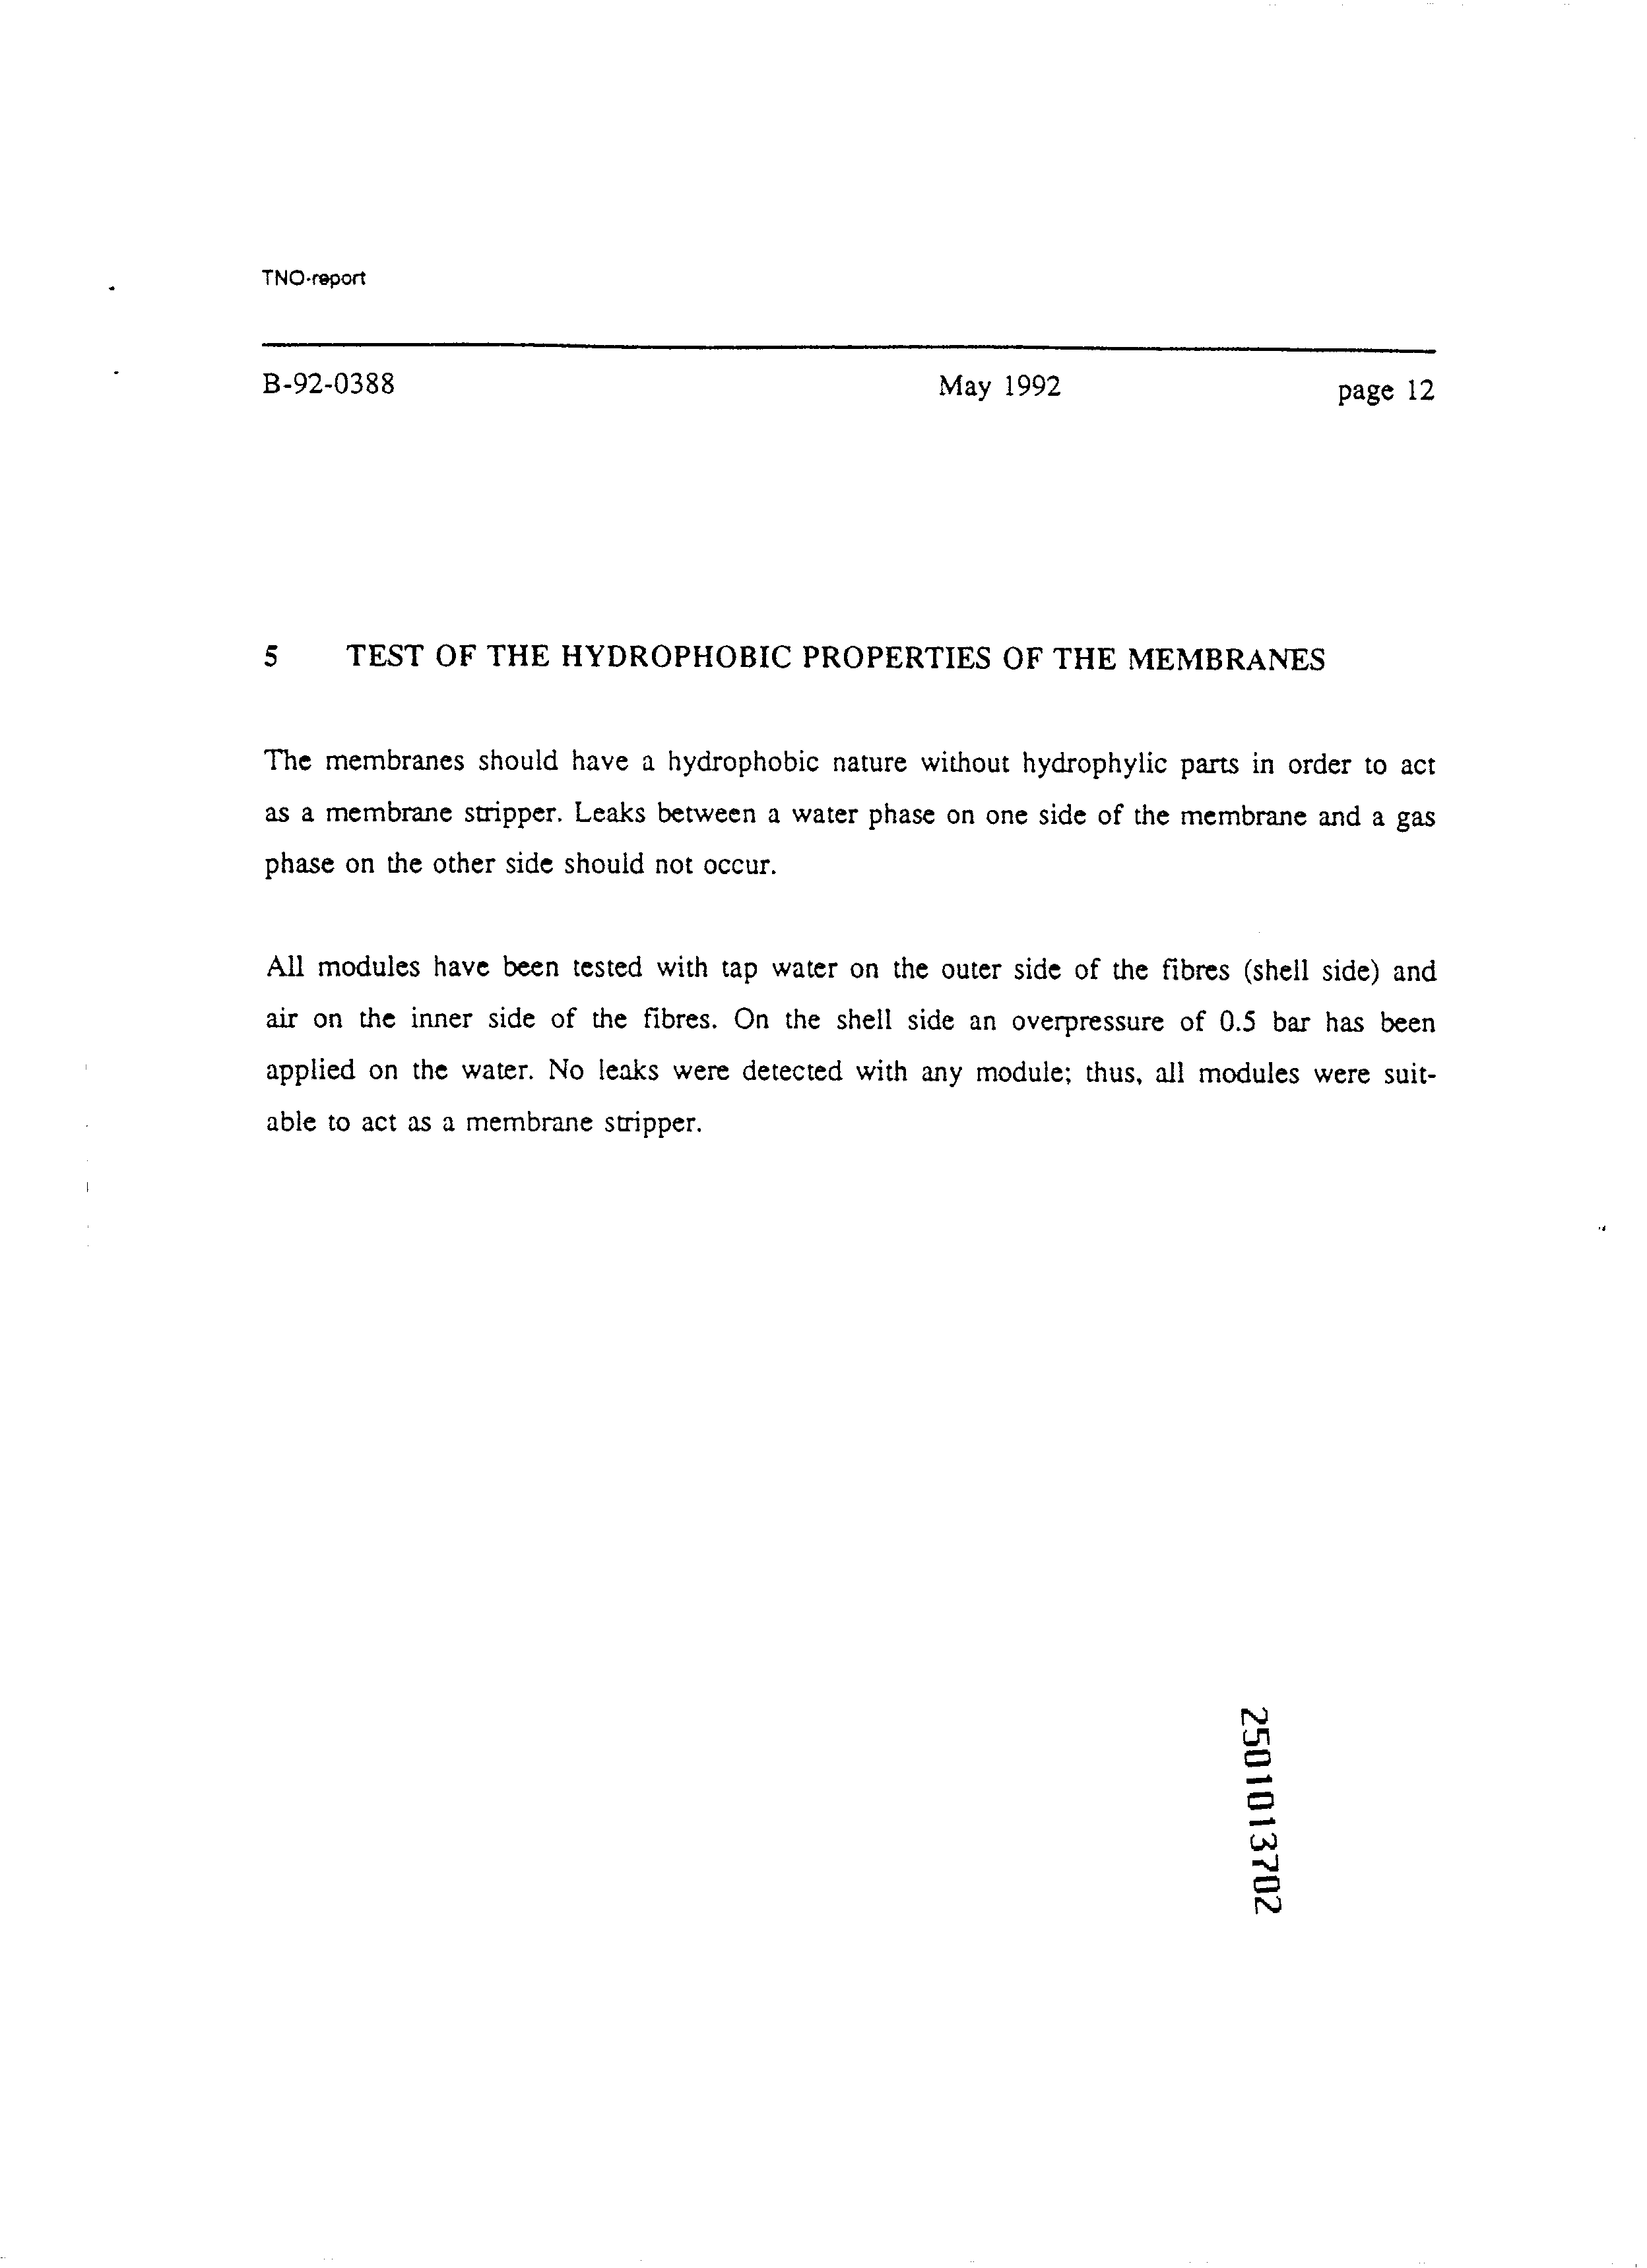 TNO-report
B-92-0388 May 1992 page 12
5 TEST OF THE HYDROPHOBIC PROPERTIES OF THE MEMBRANES
The membranes should have a hydrophobic nature without hydrophylic parts in order to act
as a membrane stripper. Leaks between a water phase on one side of the membrane and a gas
phase on the other side should not occur.
All modules have been tested with tap water on the outer side of the fibres (shell side) and
air on the inner side of the fibres. On the shell side an overpressure of 0.5 bar has been
applied on the water. No leaks were detected with any module; thus, all modules were suit-
able to act as a membrane stripper.
2501013702